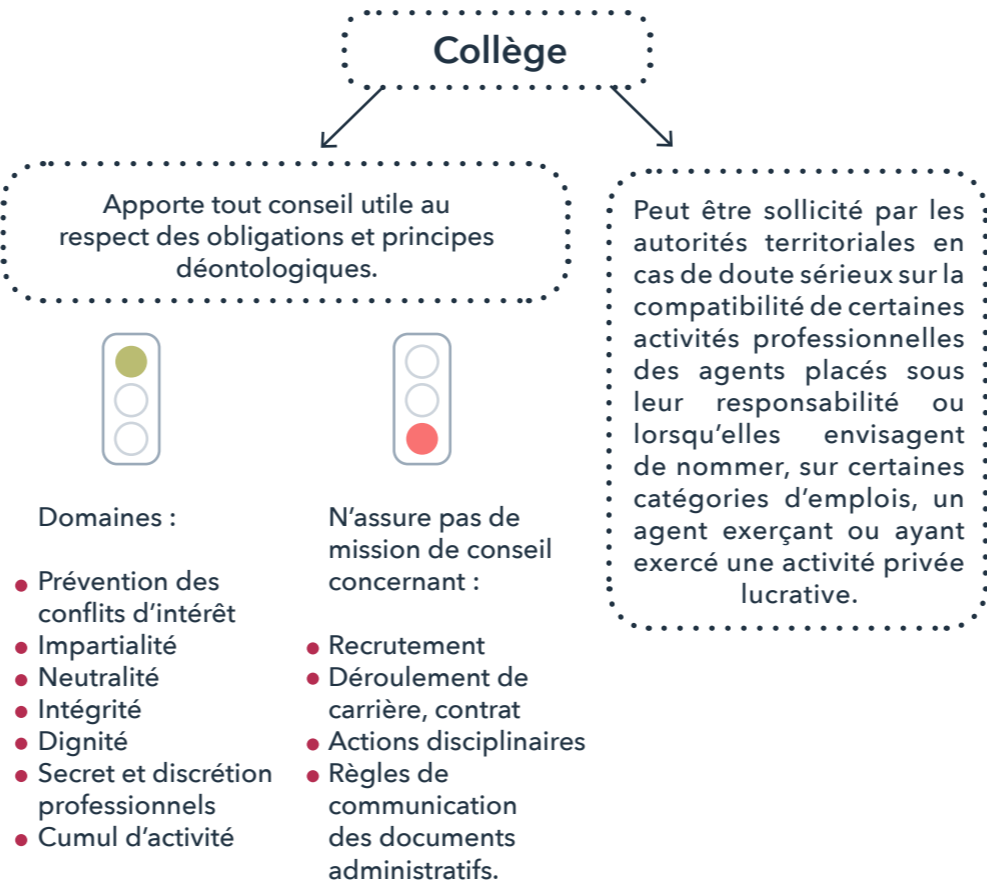 Collège
Apporte tout conseil utile au
respect des obligations et principes
déontologiques.
Domaines :
Prévention des
conflits d’intérêt
Impartialité
Neutralité
Intégrité
Dignité
Secret et discrétion
professionnels
Cumul d’activité
N’assure pas de
mission de conseil
concernant :
Recrutement
Déroulement de
carrière, contrat
Actions disciplinaires
Règles de
communication
des documents
administratifs.
Peut être sollicité par les
autorités territoriales en
cas de doute sérieux sur la
compatibilité de certaines
activités professionnelles
des agents placés sous
leur responsabilité ou
lorsqu’elles envisagent
de nommer, sur certaines
catégories d’emplois, un
agent exerçant ou ayant
exercé une activité privée
lucrative.